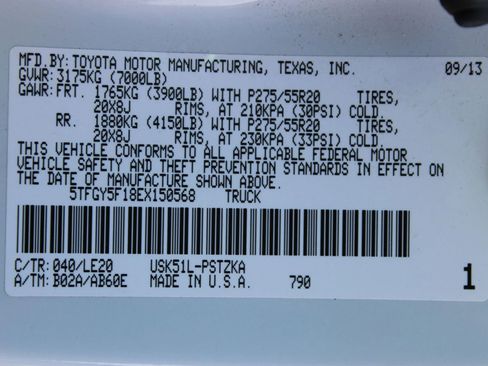 MFD.BY: TOYOTA MOTOR MANUFACTURING, TEXAS, INC. 09/13
GVWR: 3175KG (7000LB)
GAWR: FRT. 1765KG (3900LB) WITH P275/55R20 TIRES,
20X8J RIMS, AT 210KPA (30PSI) COLD
RR. 1880KG (4150LB) WITH P275/55R20 TIRES,
20X8J RIMS, AT 230KPA (33PSI) COLD.
THIS VEHICLE CONFORMS TO ALL APPLICABLE FEDERAL MOTOR
VEHICLE SAFETY AND THEFT PREVENTION STANDARDS IN EFFECT ON THE
DATE OF MANUFACTURE SHOWN ABOVE.
5TFGY5F18EX150568 TRUCK
C/TR: 040/LE20 USK51L-PSTZKA
A/TM: B02A/AB60E MADE IN U.S.A. 790 1